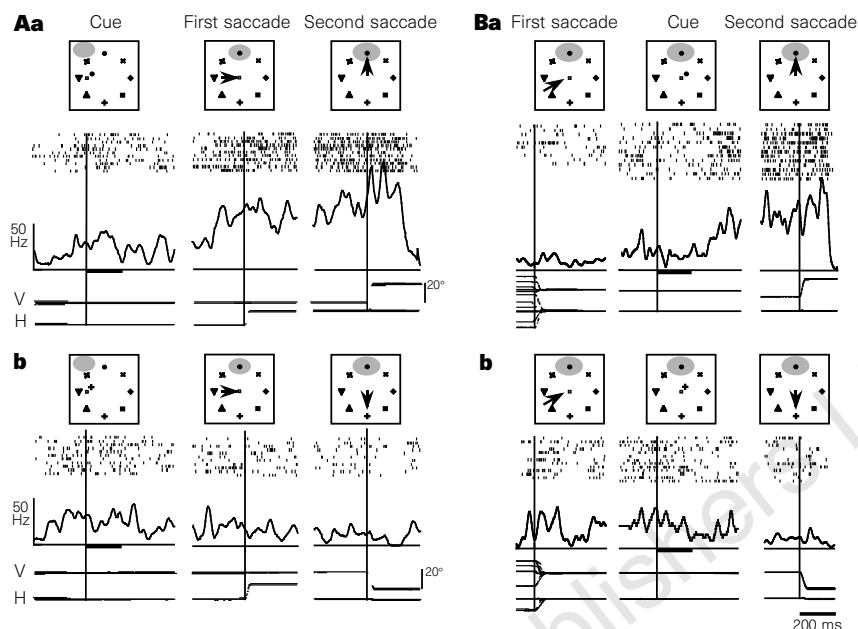 Aa Cue First saccade Second saccade
Ba First saccade Cue Second saccade
50
Hz
V
20°
H
b
b
50
Hz
V
20°
H
200 ms
blishers l